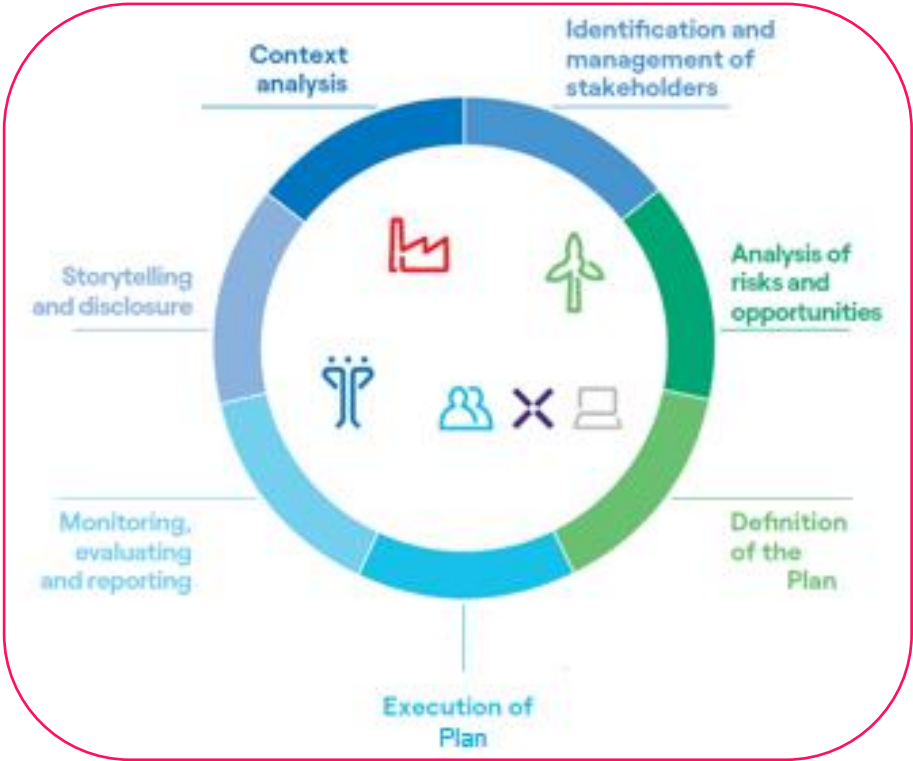 Context
analysis
Identification and
management of
stakeholders
Analysis of
risks and
opportunities
Definition
of the
Plan
Execution of
Plan
Monitoring,
evaluating
and reporting
Storytelling
and disclosure